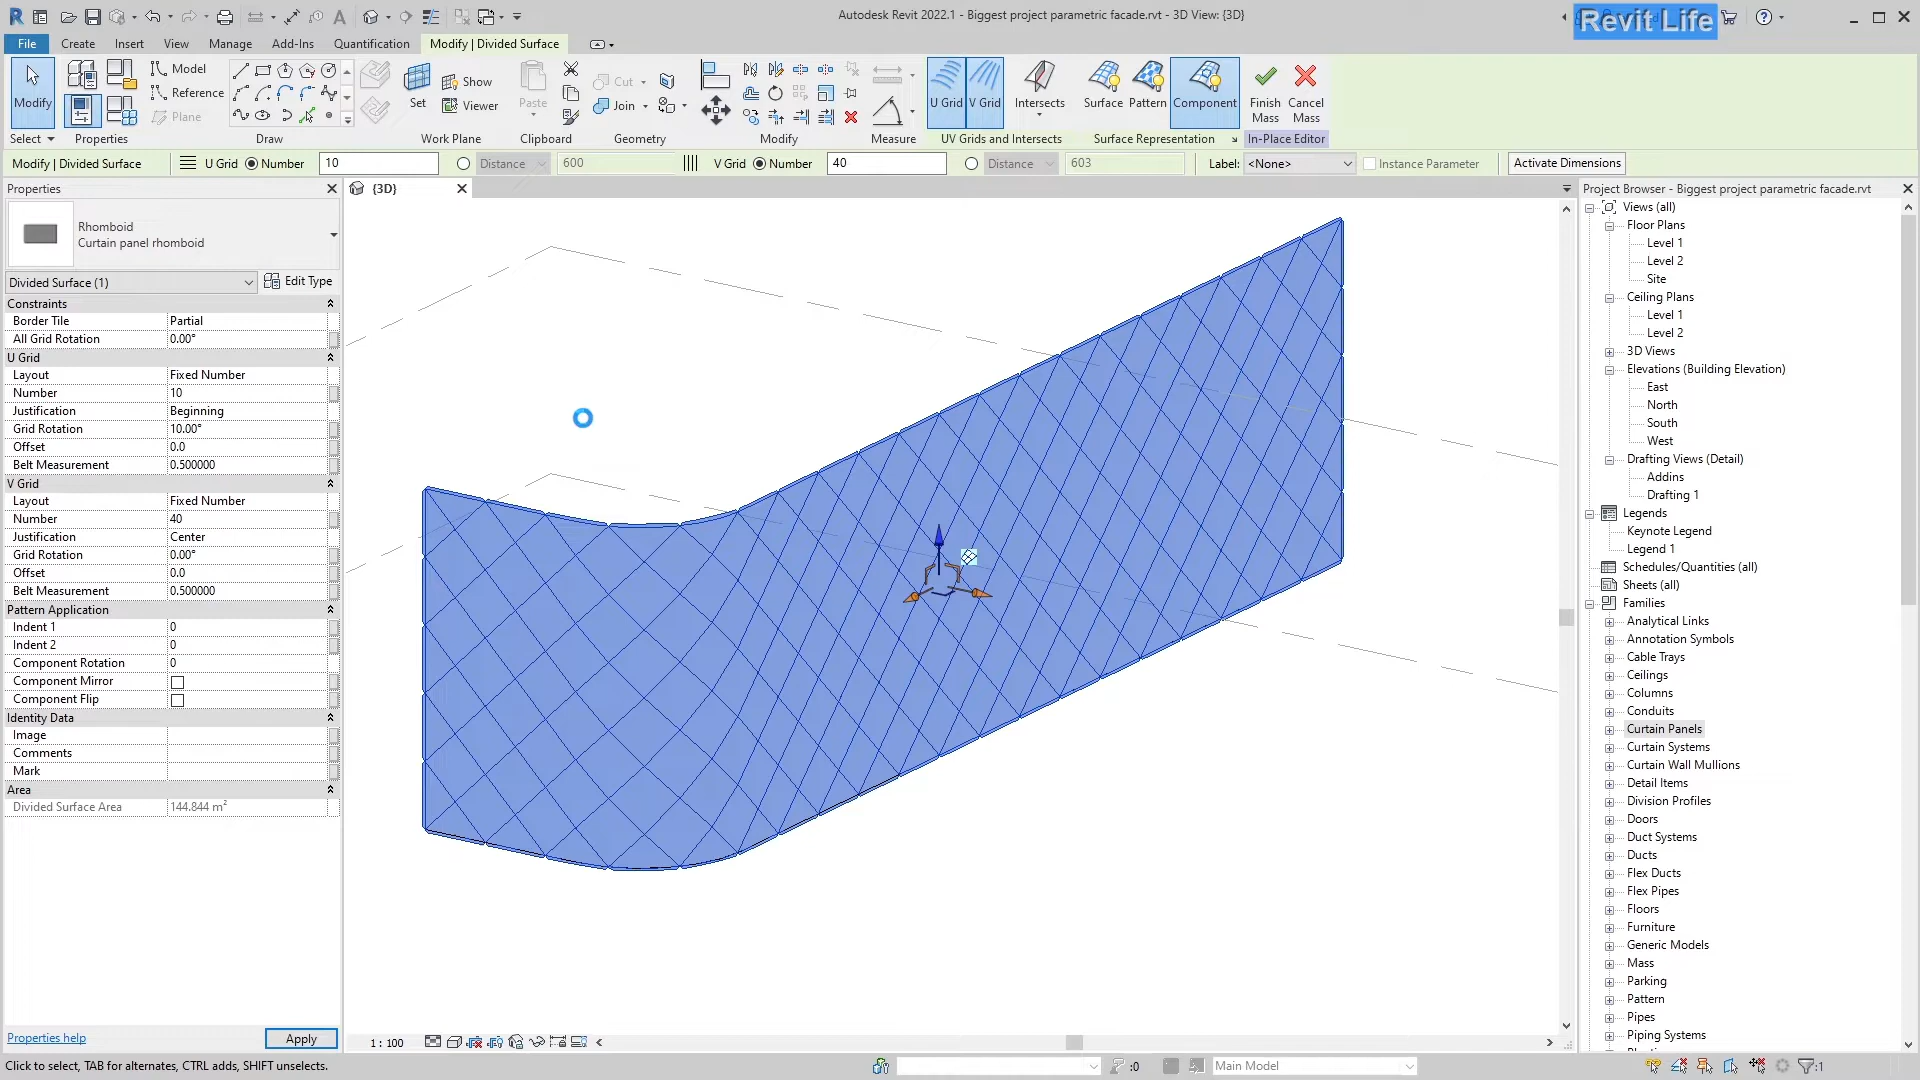 Autodesk Revit 2022.1 - Biggest project parametric facade.rvt - 3D View: {3D}
Revit Life
File Create Insert View Manage Add-Ins Quantification Modify | Divided Surface
Modify
Select
Properties
Model
Reference
Plane
Draw
Set
Show
Viewer
Work Plane
Paste
Clipboard
Cut
Join
Geometry
Modify
Measure
U Grid
V Grid
Intersects
UV Grids and Intersects
Surface
Pattern
Component
Surface Representation
Finish
Mass
Cancel
Mass
In-Place Editor
Modify | Divided Surface U Grid Number 10 Distance 600 V Grid Number 40 Distance 603 Label: <None> Instance Parameter Activate Dimensions
Properties
Rhomboid
Curtain panel rhomboid
Divided Surface (1) Edit Type
Constraints
Border Tile Partial
All Grid Rotation 0.00°
U Grid
Layout Fixed Number
Number 10
Justification Beginning
Grid Rotation 10.00°
Offset 0.0
Belt Measurement 0.500000
V Grid
Layout Fixed Number
Number 40
Justification Center
Grid Rotation 0.00°
Offset 0.0
Belt Measurement 0.500000
Pattern Application
Indent 1 0
Indent 2 0
Component Rotation 0
Component Mirror
Component Flip
Identity Data
Image
Comments
Mark
Area
Divided Surface Area 144.844 m²
Properties help Apply
{3D}
1 : 100
Project Browser - Biggest project parametric facade.rvt
Views (all)
Floor Plans
Level 1
Level 2
Site
Ceiling Plans
Level 1
Level 2
3D Views
Elevations (Building Elevation)
East
North
South
West
Drafting Views (Detail)
Addins
Drafting 1
Legends
Keynote Legend
Legend 1
Schedules/Quantities (all)
Sheets (all)
Families
Analytical Links
Annotation Symbols
Cable Trays
Ceilings
Columns
Conduits
Curtain Panels
Curtain Systems
Curtain Wall Mullions
Detail Items
Division Profiles
Doors
Duct Systems
Ducts
Flex Ducts
Flex Pipes
Floors
Furniture
Generic Models
Mass
Parking
Pattern
Pipes
Piping Systems
Click to select, TAB for alternates, CTRL adds, SHIFT unselects.
:0
Main Model
:1